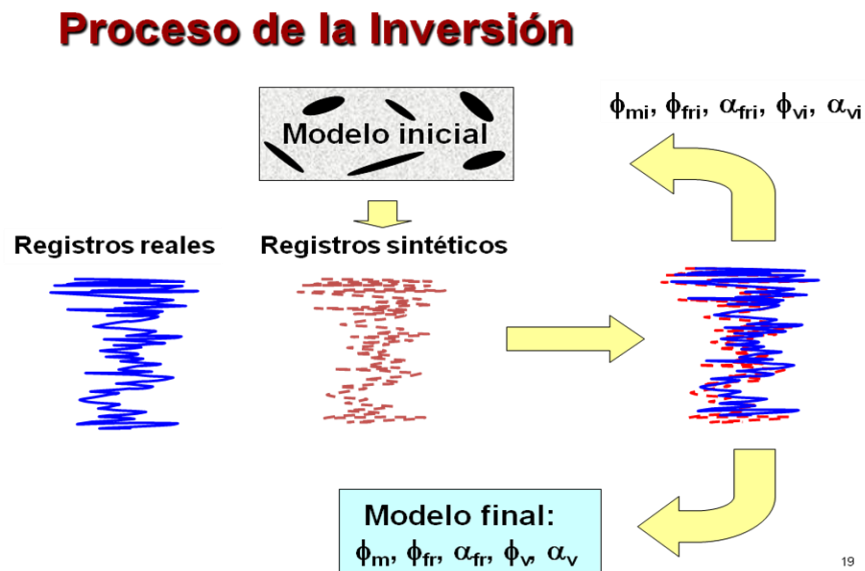 Proceso de la Inversión
Modelo inicial
ϕmi, ϕfri, αfri, ϕvi, αvi
Registros reales
Registros sintéticos
Modelo final:
ϕm, ϕfr, αfr, ϕv, αv
19